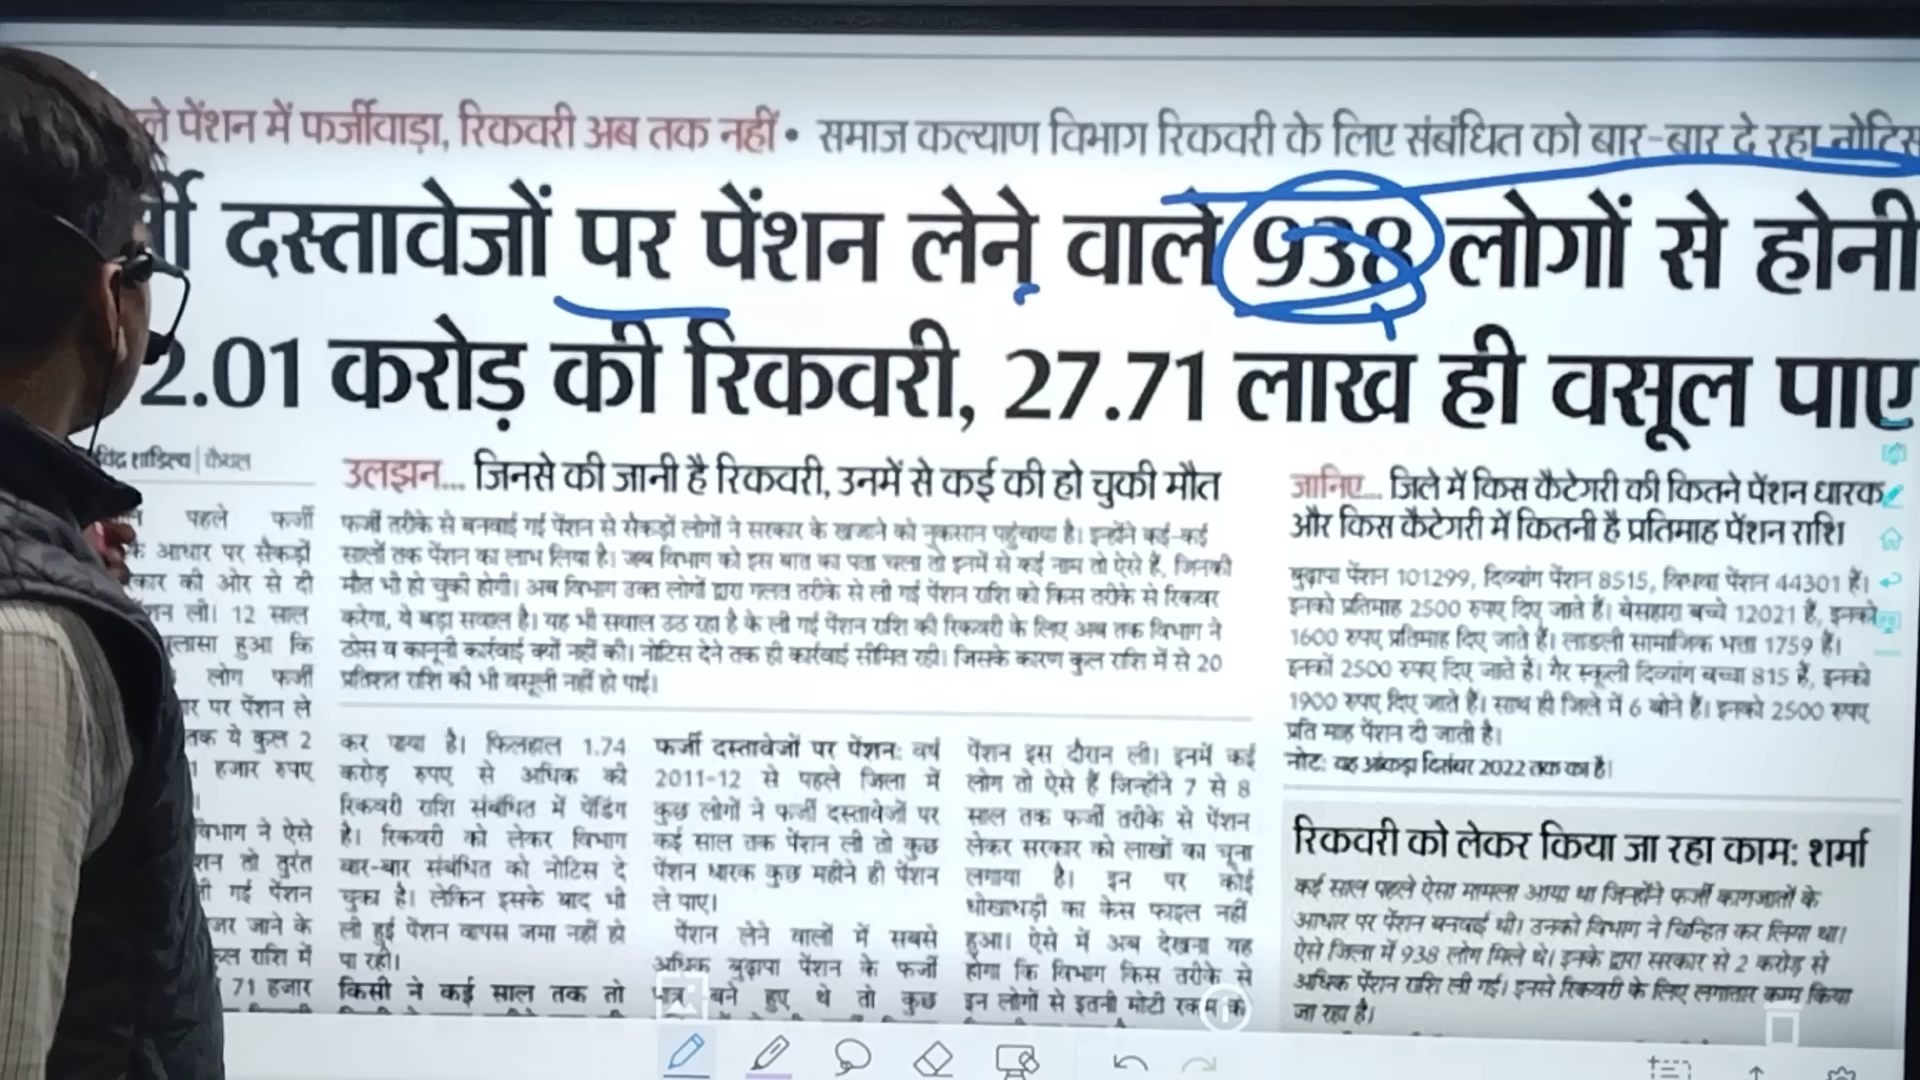 पेंशन में फर्जीवाड़ा, रिकवरी अब तक नहीं • समाज कल्याण विभाग रिकवरी के लिए संबंधित को बार-बार दे रहा नोटिस
दस्तावेजों पर पेंशन लेने वाले 938 लोगों से होनी
2.01 करोड़ की रिकवरी, 27.71 लाख ही वसूल पाए
कैथल
पहले फर्जी
आधार पर सैकड़ों
की ओर से दी
ली। 12 साल
हुआ कि
लोग फर्जी
पर पेंशन ले
तक ये कुल 2
हजार रुपए
विभाग ने ऐसे
तो तुरंत
गई पेंशन
जाने के
राशि में
71 हजार
उलझन... जिनसे की जानी है रिकवरी, उनमें से कई की हो चुकी मौत
फर्जी तरीके से बनवाई गई पेंशन से सैकड़ों लोगों ने सरकार के खजाने को नुकसान पहुंचाया है। इन्होंने कई-कई
सालों तक पेंशन का लाभ लिया है। जब विभाग को इस बात का पता चला तो इनमें से कई नाम तो ऐसे हैं, जिनकी
मौत भी हो चुकी होगी। अब विभाग उक्त लोगों द्वारा गलत तरीके से ली गई पेंशन राशि को किस तरीके से रिकवर
करेगा, ये बड़ा सवाल है। यह भी सवाल उठ रहा है के ली गई पेंशन राशि की रिकवरी के लिए अब तक विभाग ने
ठोस व कानूनी कार्रवाई क्यों नहीं की। नोटिस देने तक ही कार्रवाई सीमित रही। जिसके कारण कुल राशि में से 20
प्रतिशत राशि की भी वसूली नहीं हो पाई।
कर पाया है। फिलहाल 1.74
करोड़ रुपए से अधिक की
रिकवरी राशि संबंधित में पेंडिंग
है। रिकवरी को लेकर विभाग
बार-बार संबंधित को नोटिस दे
चुका है। लेकिन इसके बाद भी
ली हुई पेंशन वापस जमा नहीं हो
पा रही।
किसी ने कई साल तक तो
फर्जी दस्तावेजों पर पेंशन: वर्ष
2011-12 से पहले जिला में
कुछ लोगों ने फर्जी दस्तावेजों पर
कई साल तक पेंशन ली तो कुछ
पेंशन धारक कुछ महीने ही पेंशन
ले पाए।
पेंशन लेने वालों में सबसे
अधिक बुढ़ापा पेंशन के फर्जी
पात्र बने हुए थे तो कुछ
पेंशन इस दौरान ली। इनमें कई
लोग तो ऐसे हैं जिन्होंने 7 से 8
साल तक फर्जी तरीके से पेंशन
लेकर सरकार को लाखों का चूना
लगाया है। इन पर कोई
धोखाधड़ी का केस फाइल नहीं
हुआ। ऐसे में अब देखना यह
होगा कि विभाग किस तरीके से
इन लोगों से इतनी मोटी रकम के
जानिए... जिले में किस कैटेगरी की कितने पेंशन धारक
और किस कैटेगरी में कितनी है प्रतिमाह पेंशन राशि
बुढ़ापा पेंशन 101299, दिव्यांग पेंशन 8515, विधवा पेंशन 44301 हैं।
इनको प्रतिमाह 2500 रुपए दिए जाते हैं। बेसहारा बच्चे 12021 हैं, इनको
1600 रुपए प्रतिमाह दिए जाते हैं। लाडली सामाजिक भत्ता 1759 हैं।
इनको 2500 रुपए दिए जाते हैं। गैर स्कूली दिव्यांग बच्चा 815 हैं, इनको
1900 रुपए दिए जाते हैं। साथ ही जिले में 6 बोने हैं। इनको 2500 रुपए
प्रति माह पेंशन दी जाती है।
नोट: यह आंकड़ा दिसंबर 2022 तक का है।
रिकवरी को लेकर किया जा रहा काम: शर्मा
कई साल पहले ऐसा मामला आया था जिन्होंने फर्जी कागजातों के
आधार पर पेंशन बनवाई थी। उनको विभाग ने चिन्हित कर लिया था।
ऐसे जिला में 938 लोग मिले थे। इनके द्वारा सरकार से 2 करोड़ से
अधिक पेंशन राशि ली गई। इनसे रिकवरी के लिए लगातार काम किया
जा रहा है।